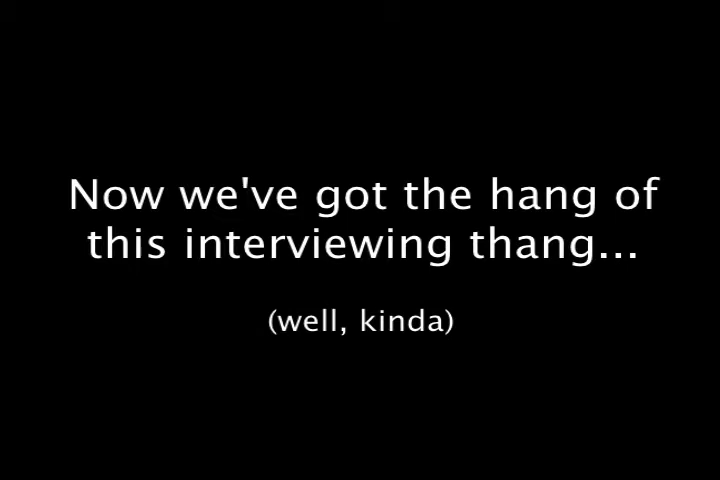 Now we've got the hang of
this interviewing thang...
(well, kinda)